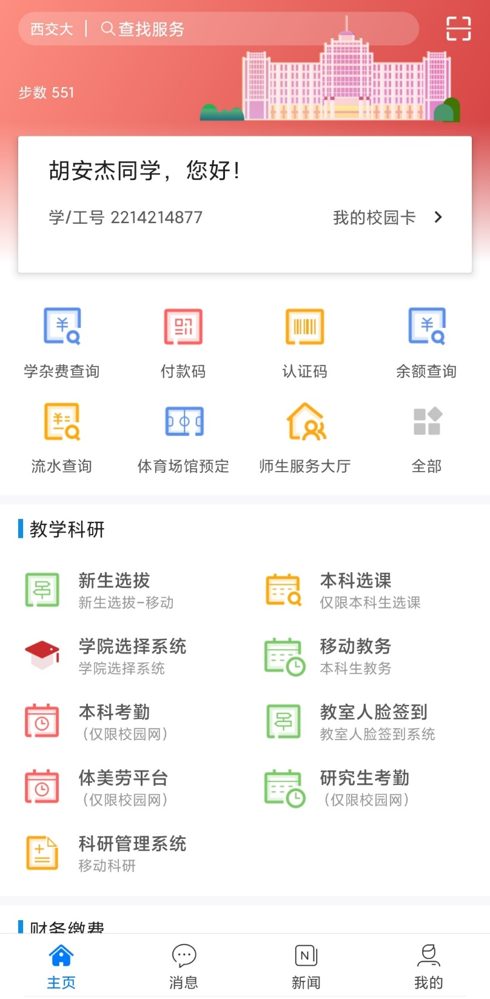 西交大 | 查找服务
步数 551
胡安杰同学，您好！
学/工号 2214214877 我的校园卡
学杂费查询 付款码 认证码 余额查询
流水查询 体育场馆预定 师生服务大厅 全部
教学科研
新生选拔 本科选课
新生选拔-移动 仅限本科生选课
学院选择系统 移动教务
学院选择系统 本科生教务
本科考勤 教室人脸签到
（仅限校园网） 教室人脸签到系统
体美劳平台 研究生考勤
（仅限校园网） （仅限校园网）
科研管理系统
移动科研
财务缴费
主页 消息 新闻 我的